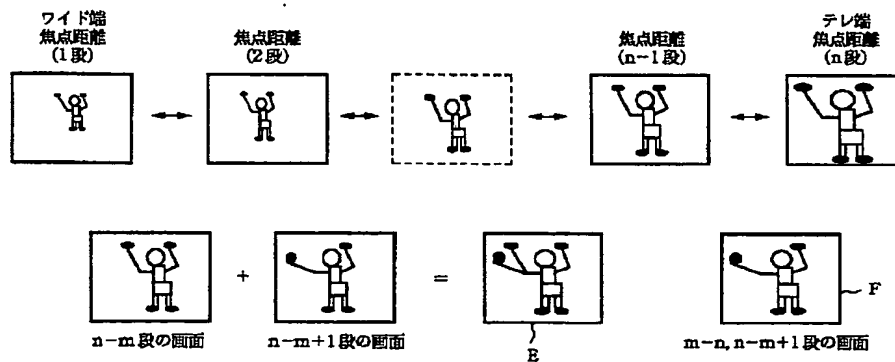 ワイド端
焦点距離
(1段)
焦点距離
(2段)
焦点距離
(n-1段)
テレ端
焦点距離
(n段)
+
=
F
n-m段の画面
n-m+1段の画面
E
m-n, n-m+1段の画面